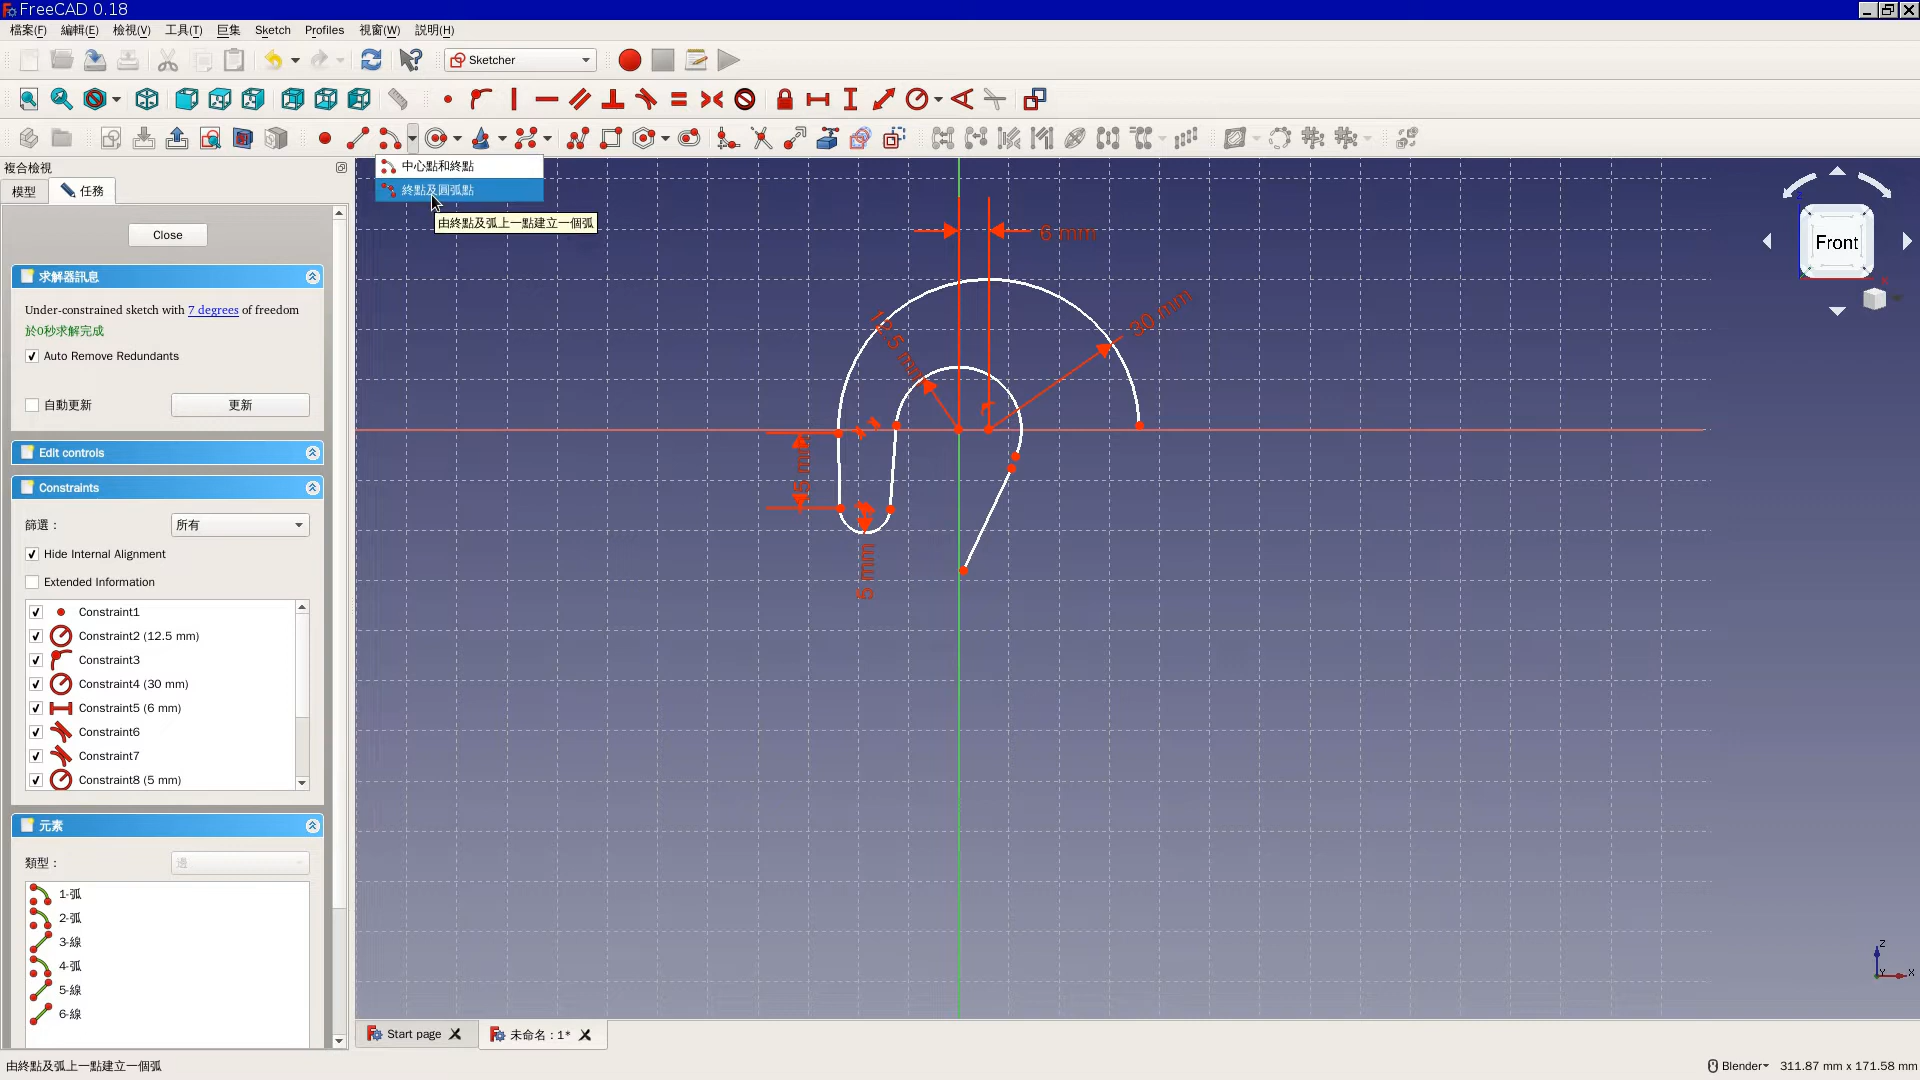 FreeCAD 0.18
檔案(F) 編輯(E) 檢視(V) 工具(T) 巨集 Sketch Profiles 視窗(W) 説明(H)
Sketcher
複合檢視
中心點和終點
模型 任務
終點及圓弧點
由終點及弧上一點建立一個弧
Close
6 mm
Front
求解器訊息
Under-constrained sketch with 7 degrees of freedom
於0秒求解完成
30 mm
12.5 mm
Auto Remove Redundants
自動更新 更新
Edit controls
15 mm
Constraints
篩選： 所有
Hide Internal Alignment
5 mm
Extended Information
Constraint1
Constraint2 (12.5 mm)
Constraint3
Constraint4 (30 mm)
Constraint5 (6 mm)
Constraint6
Constraint7
Constraint8 (5 mm)
元素
類型： 邊
1-弧
2-弧
3-線
4-弧
5-線
6-線
Z
Y X
Start page 未命名 : 1*
由終點及弧上一點建立一個弧 Blender 311.87 mm x 171.58 mm